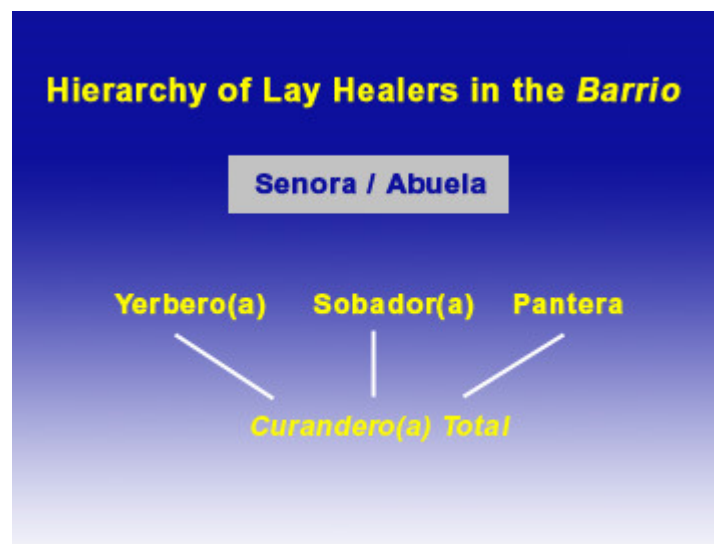 Hierarchy of Lay Healers in the Barrio
Senora / Abuela
Yerbero(a) Sobador(a) Pantera
Curandero(a) Total